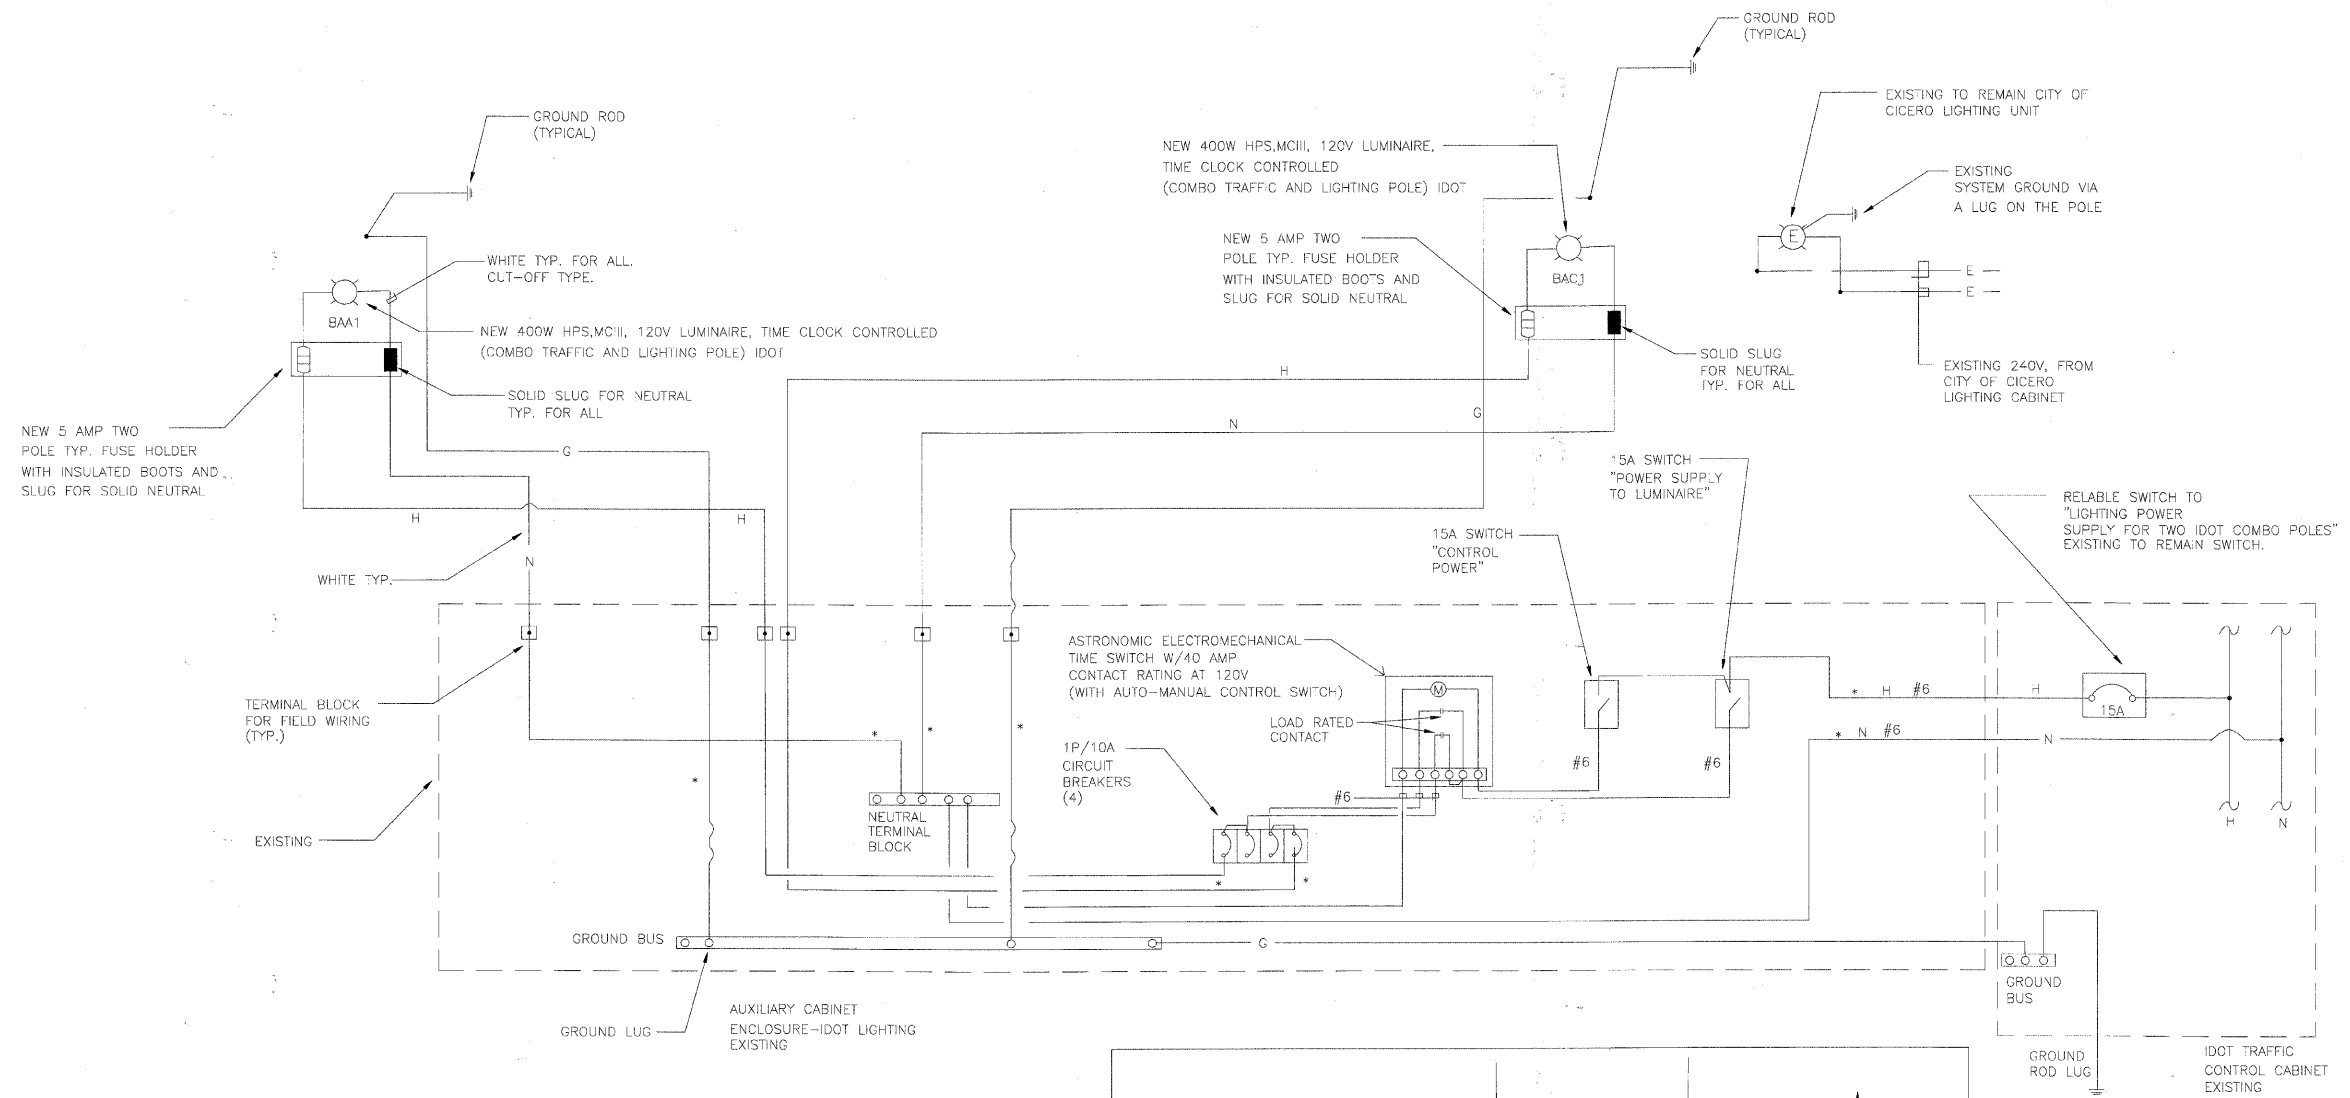 GROUND ROD
(TYPICAL)
EXISTING TO REMAIN CITY OF
CICERO LIGHTING UNIT
GROUND ROD
(TYPICAL)
NEW 400W HPS,MCIII, 120V LUMINAIRE,
TIME CLOCK CONTROLLED
(COMBO TRAFFIC AND LIGHTING POLE) IDOT
EXISTING
SYSTEM GROUND VIA
A LUG ON THE POLE
E
NEW 5 AMP TWO
POLE TYP. FUSE HOLDER
WITH INSULATED BOOTS AND
SLUG FOR SOLID NEUTRAL
BAC1
E
E
WHITE TYP. FOR ALL.
CUT-OFF TYPE.
BAA1
NEW 400W HPS,MCIII, 120V LUMINAIRE, TIME CLOCK CONTROLLED
(COMBO TRAFFIC AND LIGHTING POLE) IDOT
SOLID SLUG
FOR NEUTRAL
TYP. FOR ALL
EXISTING 240V, FROM
CITY OF CICERO
LIGHTING CABINET
H
SOLID SLUG FOR NEUTRAL
TYP. FOR ALL
G
N
NEW 5 AMP TWO
POLE TYP. FUSE HOLDER
WITH INSULATED BOOTS AND
SLUG FOR SOLID NEUTRAL
G
15A SWITCH
"POWER SUPPLY
TO LUMINAIRE"
RELABLE SWITCH TO
"LIGHTING POWER
SUPPLY FOR TWO IDOT COMBO POLES"
EXISTING TO REMAIN SWITCH.
H
H
15A SWITCH
"CONTROL
POWER"
N
WHITE TYP.
ASTRONOMIC ELECTROMECHANICAL
TIME SWITCH W/40 AMP
CONTACT RATING AT 120V
(WITH AUTO-MANUAL CONTROL SWITCH)
M
* H #6
H
15A
TERMINAL BLOCK
FOR FIELD WIRING
(TYP.)
*
*
*
LOAD RATED
CONTACT
* N #6
N
1P/10A
CIRCUIT
BREAKERS
(4)
#6
#6
*
#6
NEUTRAL
TERMINAL
BLOCK
H
N
EXISTING
*
*
GROUND BUS
G
GROUND
BUS
AUXILIARY CABINET
ENCLOSURE-IDOT LIGHTING
EXISTING
GROUND LUG
GROUND
ROD LUG
IDOT TRAFFIC
CONTROL CABINET
EXISTING